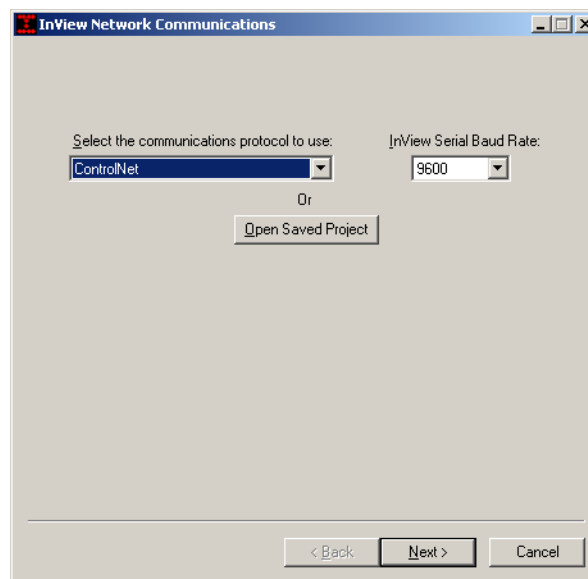 InView Network Communications
Select the communications protocol to use: InView Serial Baud Rate:
ControlNet 9600
Or
Open Saved Project
< Back Next > Cancel